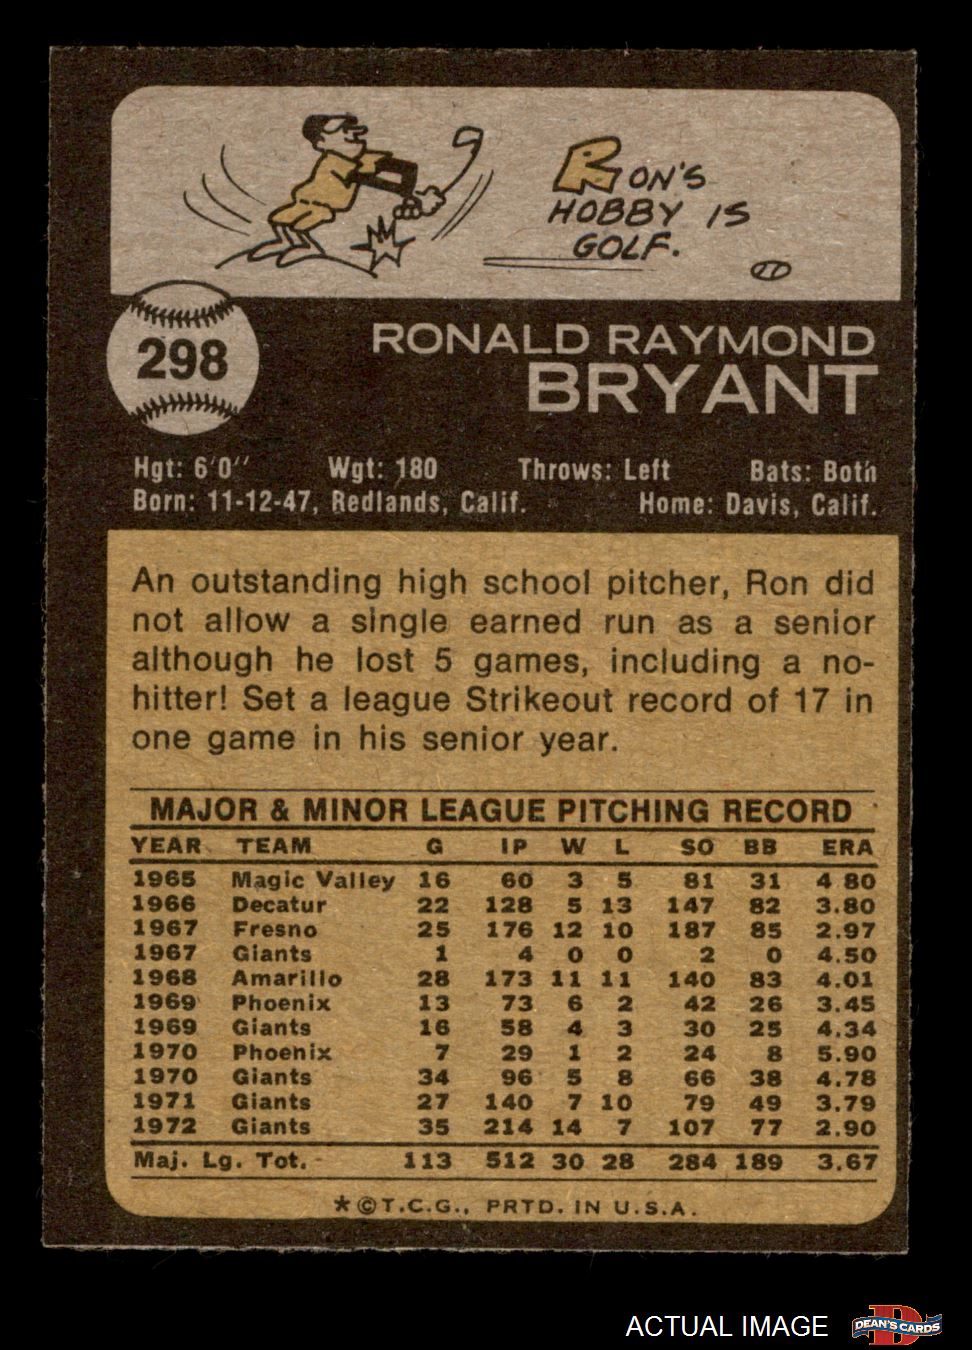 RON'S
HOBBY IS
GOLF.
298
RONALD RAYMOND
BRYANT
Hgt: 6'0" Wgt: 180 Throws: Left Bats: Both
Born: 11-12-47, Redlands, Calif. Home: Davis, Calif.
An outstanding high school pitcher, Ron did
not allow a single earned run as a senior
although he lost 5 games, including a no-
hitter! Set a league Strikeout record of 17 in
one game in his senior year.
MAJOR & MINOR LEAGUE PITCHING RECORD
YEAR TEAM G IP W L SO BB ERA
1965 Magic Valley 16 60 3 5 81 31 4 80
1966 Decatur 22 128 5 13 147 82 3.80
1967 Fresno 25 176 12 10 187 85 2.97
1967 Giants 1 4 0 0 2 0 4.50
1968 Amarillo 28 173 11 11 140 83 4.01
1969 Phoenix 13 73 6 2 42 26 3.45
1969 Giants 16 58 4 3 30 25 4.34
1970 Phoenix 7 29 1 2 24 8 5.90
1970 Giants 34 96 5 8 66 38 4.78
1971 Giants 27 140 7 10 79 49 3.79
1972 Giants 35 214 14 7 107 77 2.90
Maj. Lg. Tot. 113 512 30 28 284 189 3.67
*©T.C.G., PRTD. IN U.S.A.
ACTUAL IMAGE
D
DEAN'S CARDS